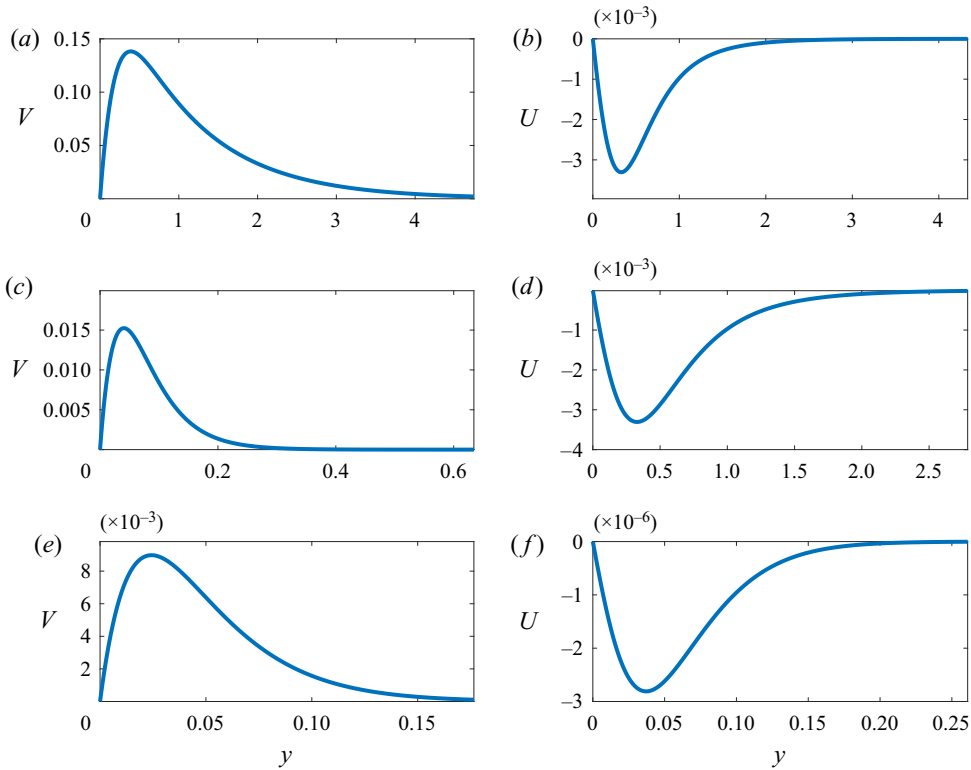 (a)
0.15
0.10
V
0.05
0 1 2 3 4
(b)
(×10–3)
0
–1
U
–2
–3
0 1 2 3 4
(c)
0.015
V
0.010
0.005
0 0.2 0.4 0.6
(d)
(×10–3)
0
–1
U
–2
–3
–4
0 0.5 1.0 1.5 2.0 2.5
(e)
(×10–3)
8
6
V
4
2
0 0.05 0.10 0.15
y
(f)
(×10–6)
0
–1
U
–2
–3
0 0.05 0.10 0.15 0.20 0.25
y